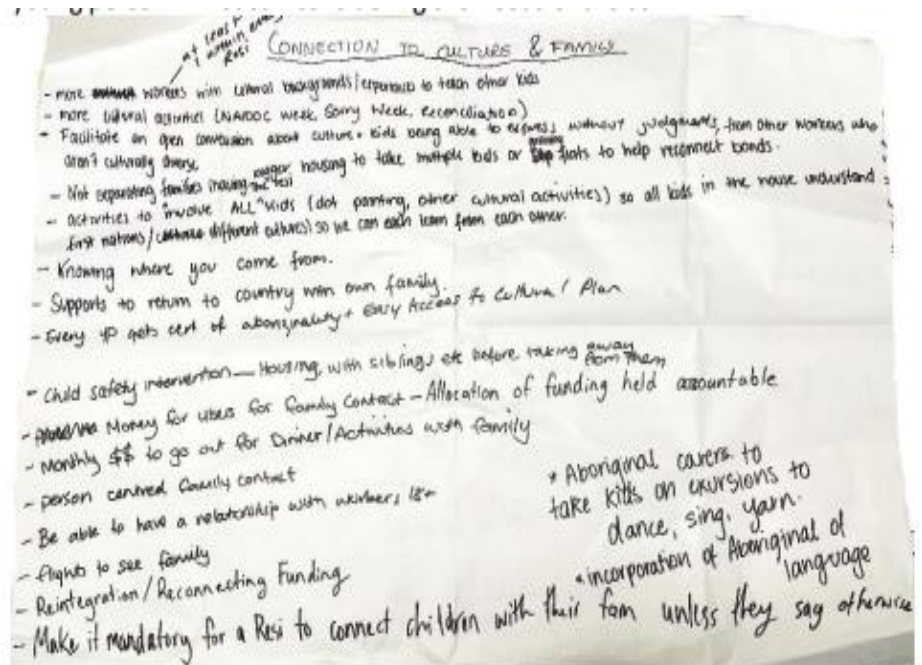 at least
1 within every
Resi
CONNECTION TO CULTURE & FAMILY
- more workers with cultural backgrounds/experiences to teach other kids
- more cultural activities (NAIDOC week, Sorry Week, Reconciliation)
- Facilitate an open conversation about culture + kids being able to express without judgments, from other workers who
aren't culturally diverse
- Not separating families (having bigger housing to take multiple kids or flats to help reconnect bonds.
- activities to involve ALL kids (dot painting, other cultural activities) so all kids in the house understand
first nations/ different cultures) so we can each learn from each other.
- Knowing where you come from.
- Supports to return to country with own family.
- Every YP gets cert of aboriginality + Easy Access to Cultural Plan
- Child safety intervention — Housing with siblings etc before taking away
from them
- Money for ubers for family contact - Allocation of funding held accountable
- Monthly $$ to go out for Dinner/Activities with family
- person centred family contact
- Be able to have a relationship with workers, 18+
- flights to see family
- Reintegration/Reconnecting Funding
* Aboriginal carers to
take kids on exursions to
dance, sing, yarn.
* incorporation of Aboriginal of
language
- Make it mandatory for a Resi to connect children with their fam unless they say otherwise